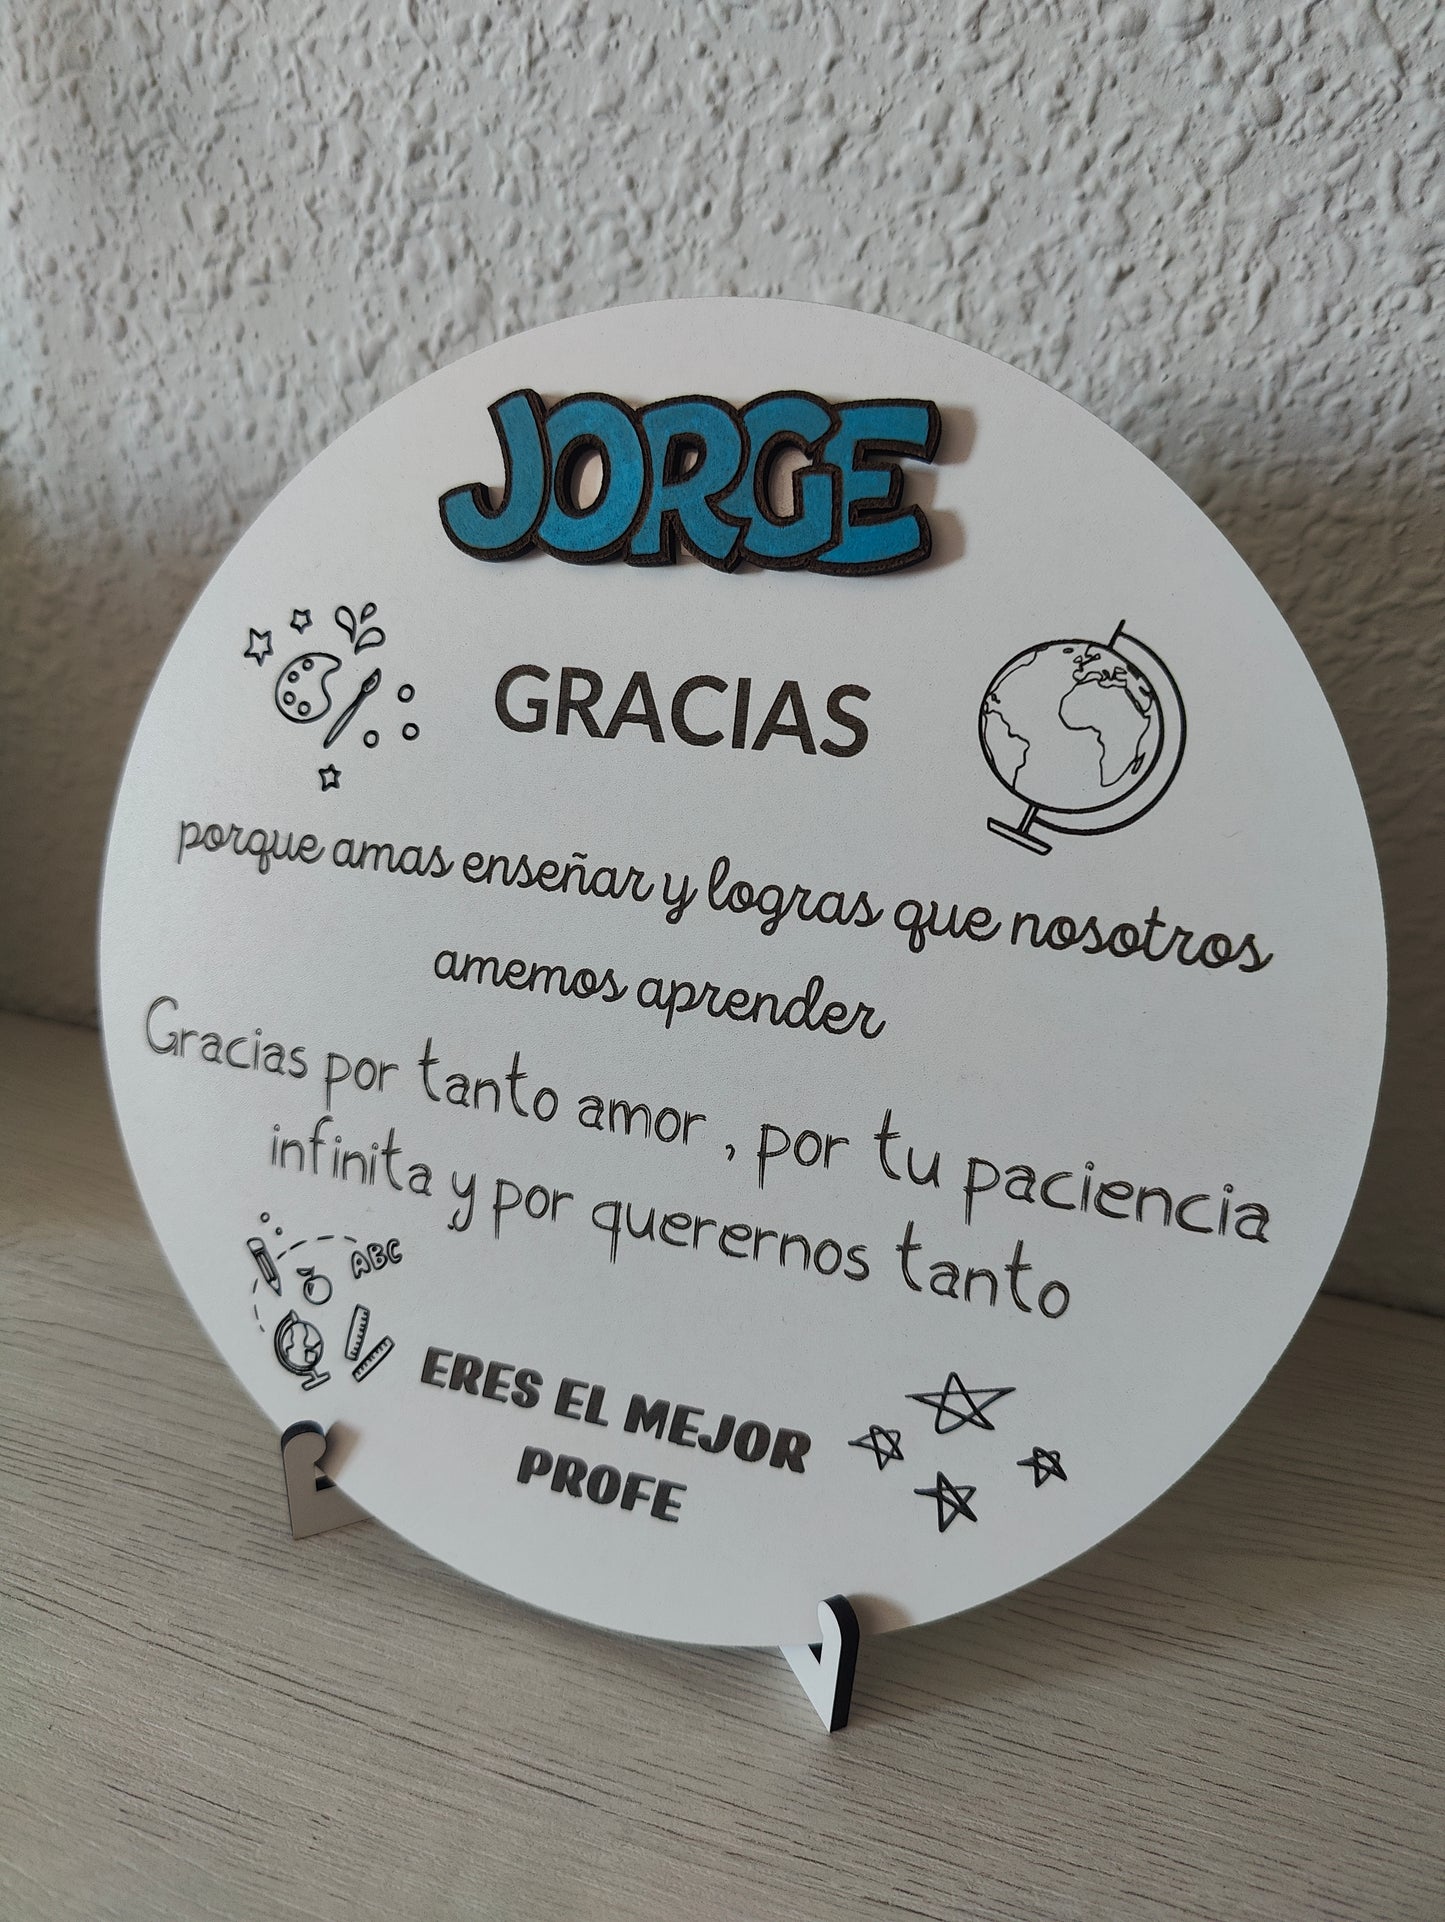 JORGE
GRACIAS
porque amas enseñar y logras que nosotros
amemos aprender
Gracias por tanto amor , por tu paciencia
infinita y por querernos tanto
ABC
ERES EL MEJOR
PROFE